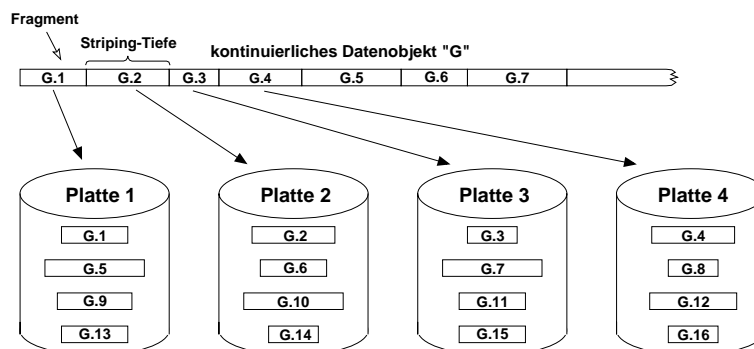 Fragment
Striping-Tiefe
kontinuierliches Datenobjekt "G"
G.1 G.2 G.3 G.4 G.5 G.6 G.7
Platte 1 Platte 2 Platte 3 Platte 4
G.1 G.2 G.3 G.4
G.5 G.6 G.7 G.8
G.9 G.10 G.11 G.12
G.13 G.14 G.15 G.16